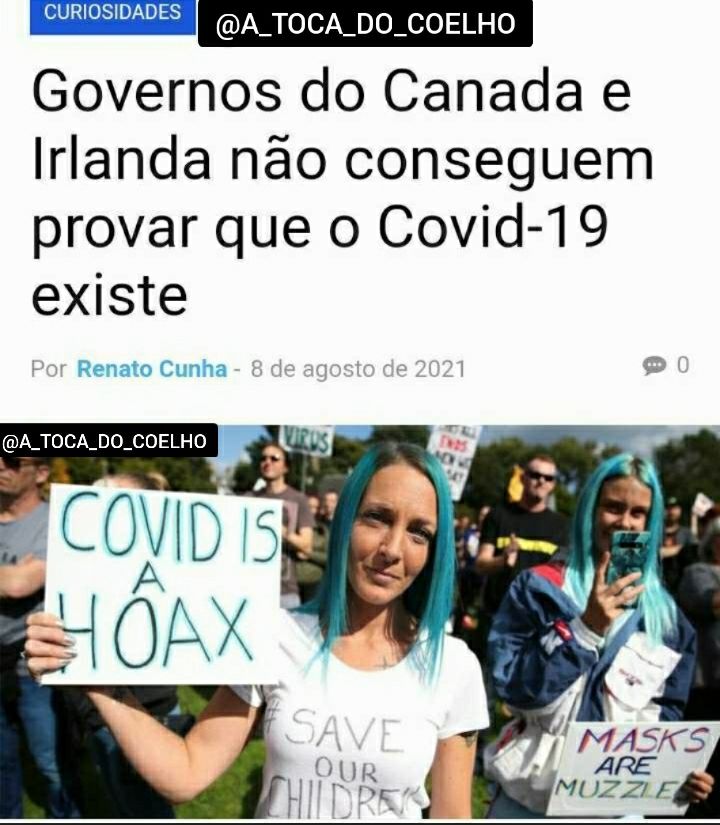 CURIOSIDADES
@A_TOCA_DO_COELHO
Governos do Canada e
Irlanda não conseguem
provar que o Covid-19
existe
Por Renato Cunha - 8 de agosto de 2021
0
@A_TOCA_DO_COELHO
VIRUS
ENDS
COVID IS
A
HOAX
# SAVE
OUR
CHILDREN
MASKS
ARE
MUZZLE